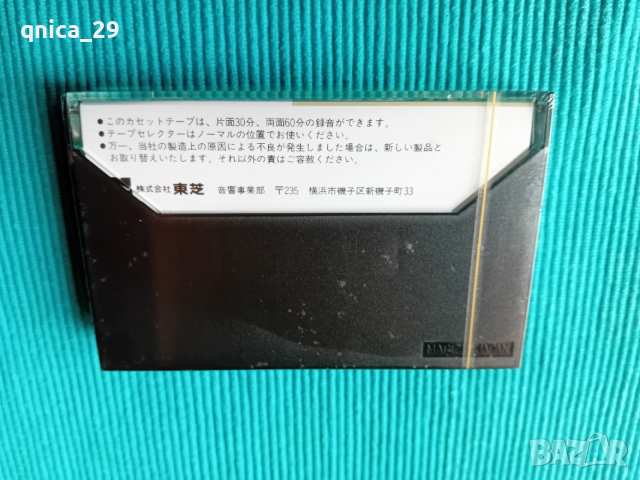 qnica_29
●このカセットテープは、片面30分、両面60分の録音ができます。
●テープセレクターはノーマルの位置でお使いください。
●万一、当社の製造上の原因による不良が発生しました場合は、新しい製品と
お取り替えいたします。それ以外の責はご容赦ください。
株式会社 東芝 音響事業部 〒235 横浜市磯子区新磯子町33
MADE JAPAN
BAZAR